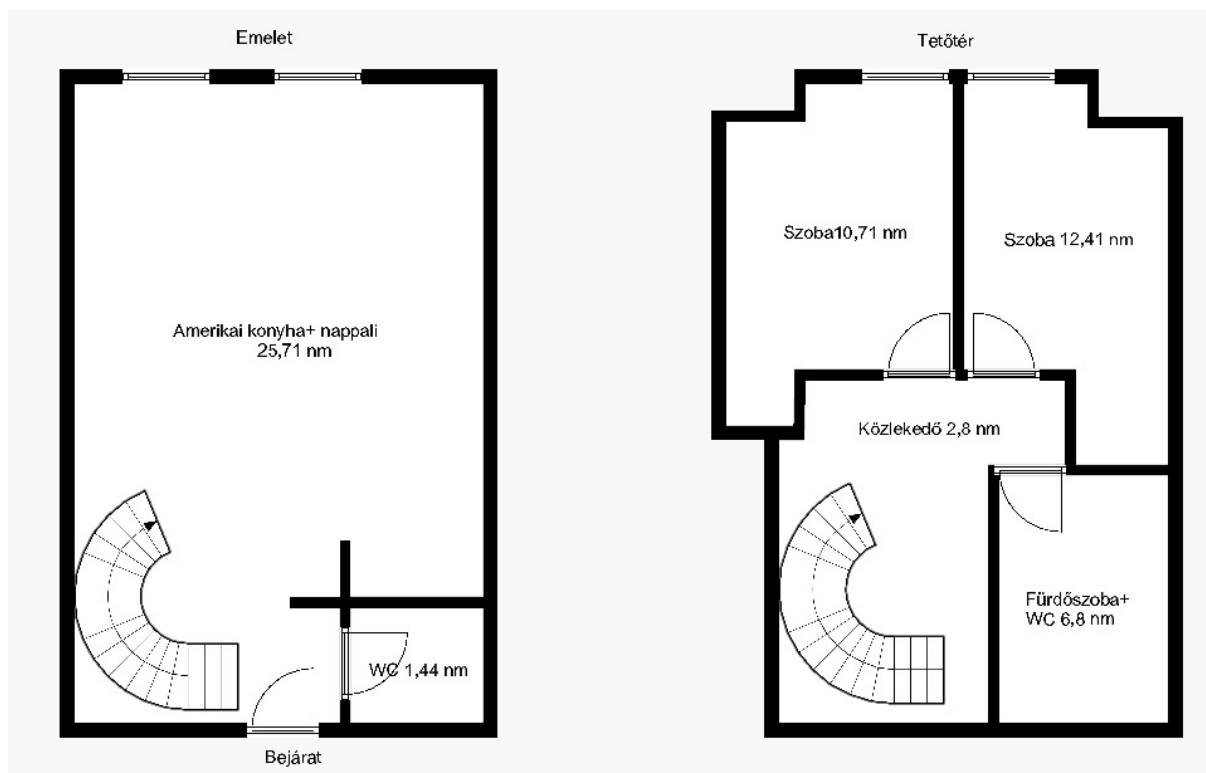 Emelet
Amerikai konyha+ nappali
25,71 nm
WC 1,44 nm
Bejárat
Tetőtér
Szoba10,71 nm
Szoba 12,41 nm
Közlekedő 2,8 nm
Fürdőszoba+
WC 6,8 nm